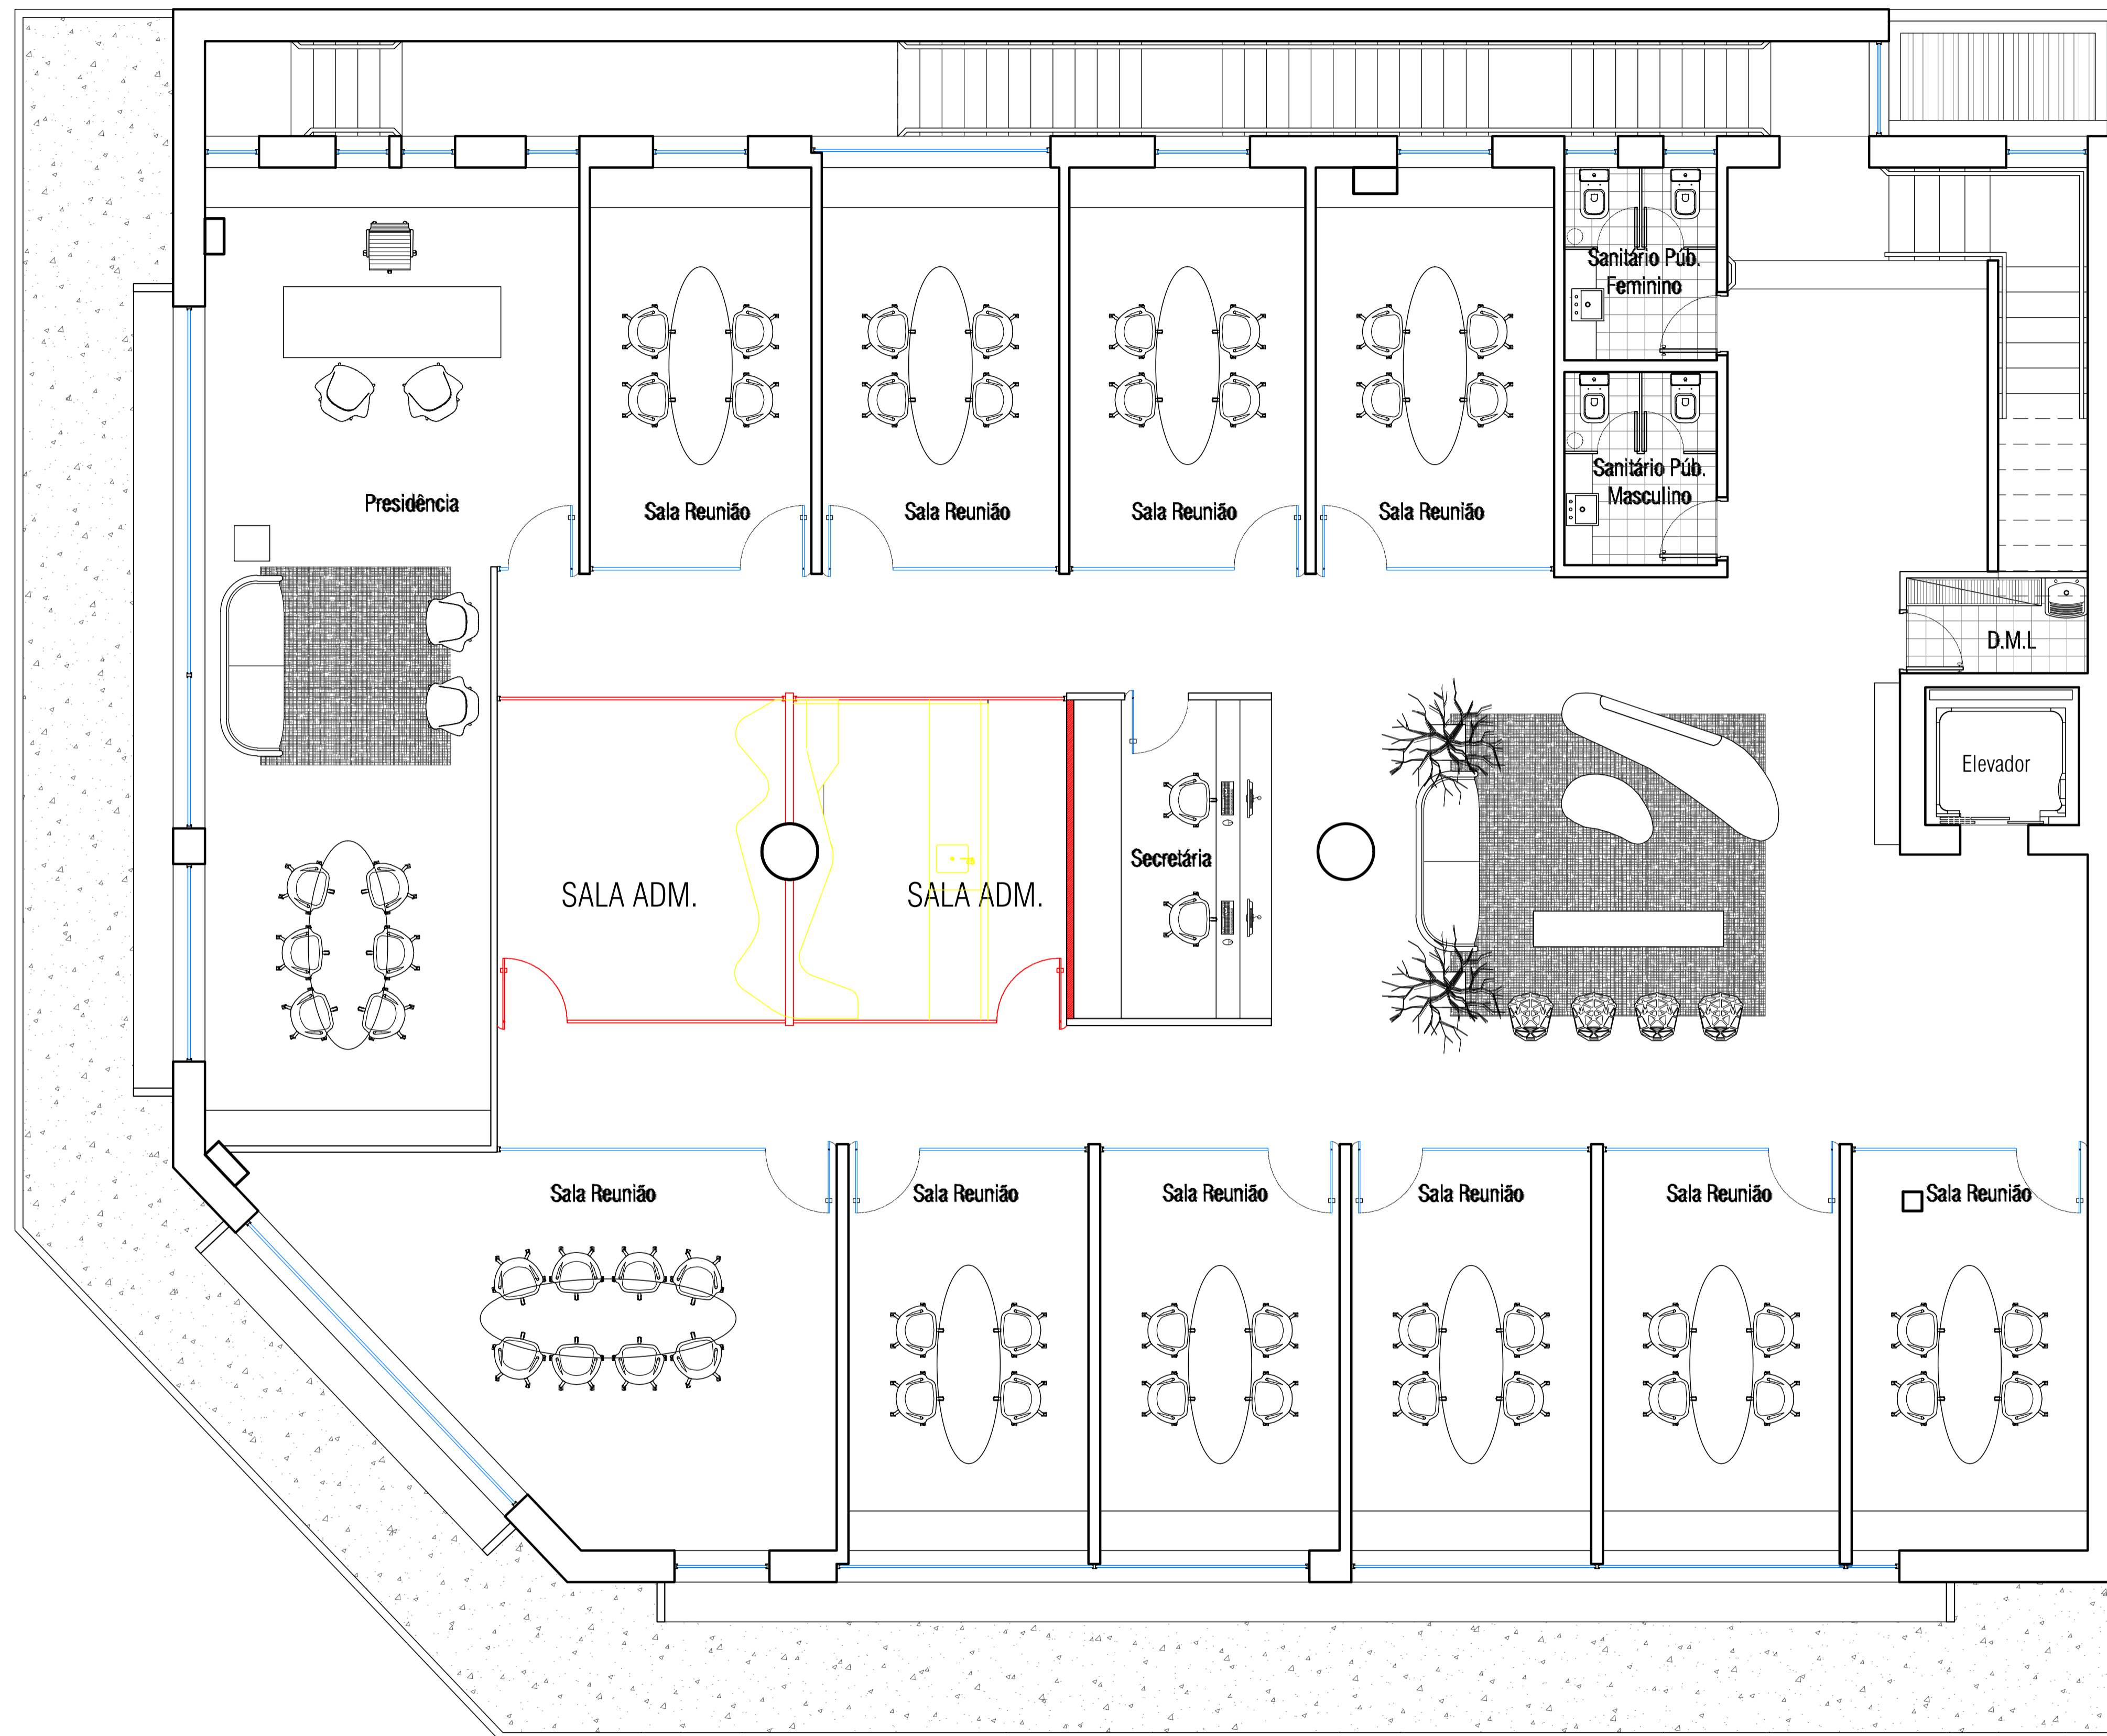 Sanitário Púb.
Feminino
Sanitário Púb.
Masculino
Presidência
Sala Reunião
Sala Reunião
Sala Reunião
Sala Reunião
D.M.L
Elevador
Secretária
SALA ADM.
SALA ADM.
Sala Reunião
Sala Reunião
Sala Reunião
Sala Reunião
Sala Reunião
Sala Reunião